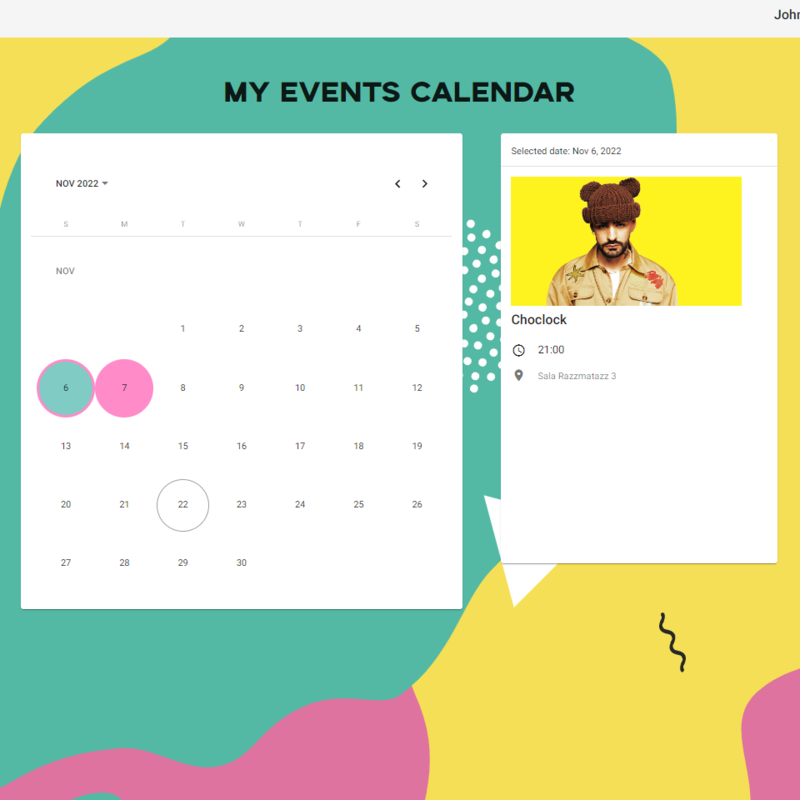 John
MY EVENTS CALENDAR
NOV 2022
S M T W T F S
NOV
1 2 3 4 5
6 7 8 9 10 11 12
13 14 15 16 17 18 19
20 21 22 23 24 25 26
27 28 29 30
Selected date: Nov 6, 2022
Choclock
21:00
Sala Razzmatazz 3